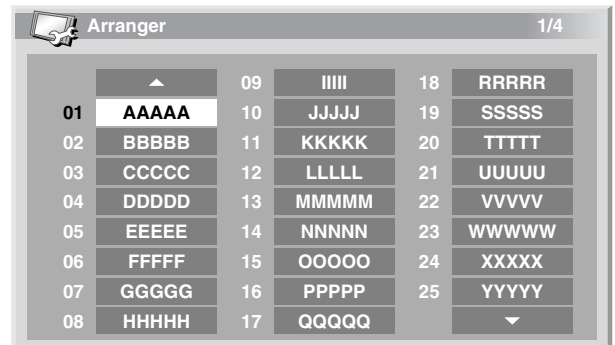 Arranger 1/4
01 AAAAA
02 BBBBB
03 CCCCC
04 DDDDD
05 EEEEE
06 FFFFF
07 GGGGG
08 HHHHH
09 IIIII
10 JJJJJ
11 KKKKK
12 LLLLL
13 MMMMM
14 NNNNN
15 OOOOO
16 PPPPP
17 QQQQQ
18 RRRRR
19 SSSSS
20 TTTTT
21 UUUUU
22 VVVVV
23 WWWWW
24 XXXXX
25 YYYYY